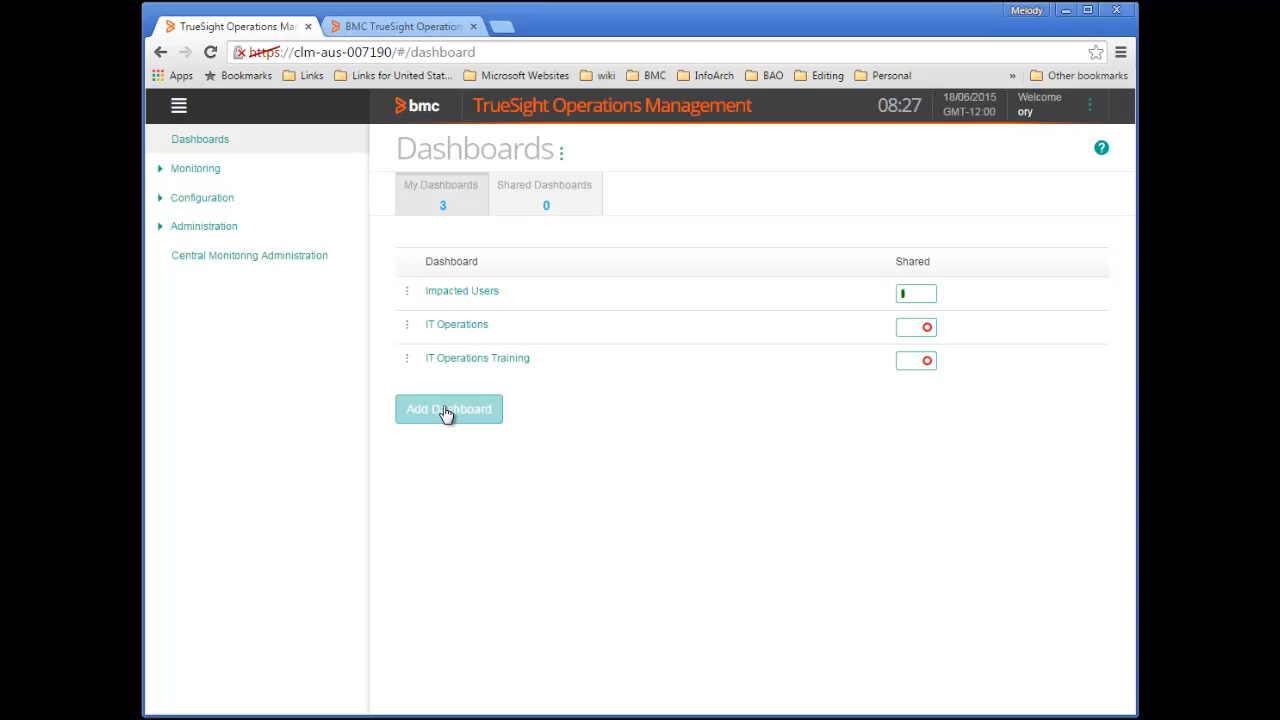 Melody
TrueSight Operations Ma
BMC TrueSight Operation
https://clm-aus-007190/#/dashboard
Apps Bookmarks Links Links for United Stat... Microsoft Websites wiki BMC InfoArch BAO Editing Personal » Other bookmarks
bmc TrueSight Operations Management 08:27
18/06/2015
GMT-12:00
Welcome
ory
Dashboards
Monitoring
Configuration
Administration
Central Monitoring Administration
Dashboards
?
My Dashboards
3
Shared Dashboards
0
Dashboard Shared
Impacted Users
IT Operations
IT Operations Training
Add Dashboard